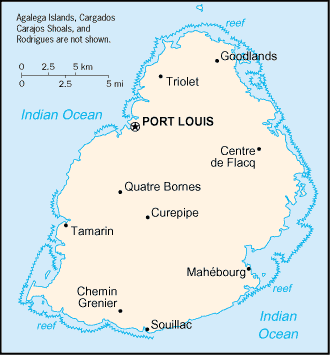 Agalega Islands, Cargados
Carajos Shoals, and
Rodrigues are not shown.
reef
Goodlands
0 2.5 5 km
0 2.5 5 mi
Triolet
Indian Ocean
PORT LOUIS
Centre
de Flacq
Quatre Bornes
Curepipe
Tamarin
Mahébourg
reef
Chemin
Grenier
Souillac
reef
Indian
Ocean